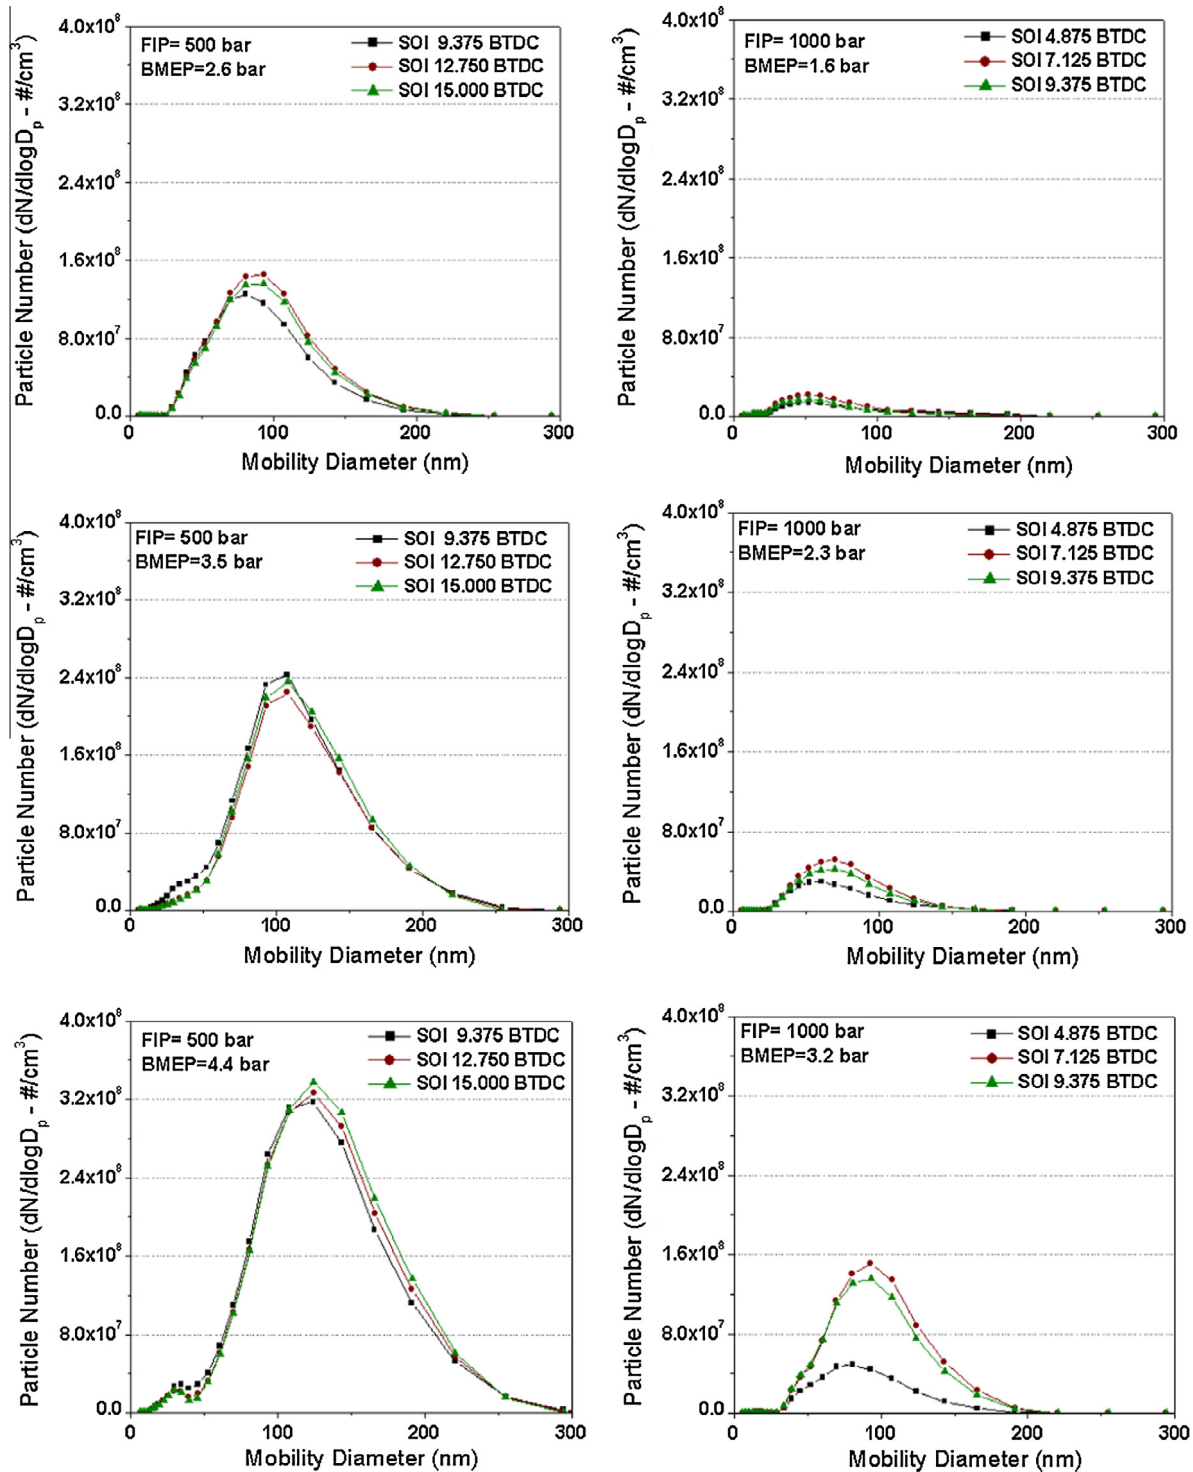 4.0x10⁸
3.2x10⁸
2.4x10⁸
1.6x10⁸
8.0x10⁷
0.0
Particle Number (dN/dlogDₚ - #/cm³)
FIP= 500 bar
BMEP=2.6 bar
SOI 9.375 BTDC
SOI 12.750 BTDC
SOI 15.000 BTDC
0 100 200 300
Mobility Diameter (nm)
4.0x10⁸
3.2x10⁸
2.4x10⁸
1.6x10⁸
8.0x10⁷
0.0
Particle Number (dN/dlogDₚ - #/cm³)
FIP= 1000 bar
BMEP=1.6 bar
SOI 4.875 BTDC
SOI 7.125 BTDC
SOI 9.375 BTDC
0 100 200 300
Mobility Diameter (nm)
4.0x10⁸
3.2x10⁸
2.4x10⁸
1.6x10⁸
8.0x10⁷
0.0
Particle Number (dN/dlogDₚ - #/cm³)
FIP= 500 bar
BMEP=3.5 bar
SOI 9.375 BTDC
SOI 12.750 BTDC
SOI 15.000 BTDC
0 100 200 300
Mobility Diameter (nm)
4.0x10⁸
3.2x10⁸
2.4x10⁸
1.6x10⁸
8.0x10⁷
0.0
Particle Number (dN/dlogDₚ - #/cm³)
FIP= 1000 bar
BMEP=2.3 bar
SOI 4.875 BTDC
SOI 7.125 BTDC
SOI 9.375 BTDC
0 100 200 300
Mobility Diameter (nm)
4.0x10⁸
3.2x10⁸
2.4x10⁸
1.6x10⁸
8.0x10⁷
0.0
Particle Number (dN/dlogDₚ - #/cm³)
FIP= 500 bar
BMEP=4.4 bar
SOI 9.375 BTDC
SOI 12.750 BTDC
SOI 15.000 BTDC
0 100 200 300
Mobility Diameter (nm)
4.0x10⁸
3.2x10⁸
2.4x10⁸
1.6x10⁸
8.0x10⁷
0.0
Particle Number (dN/dlogDₚ - #/cm³)
FIP= 1000 bar
BMEP=3.2 bar
SOI 4.875 BTDC
SOI 7.125 BTDC
SOI 9.375 BTDC
0 100 200 300
Mobility Diameter (nm)